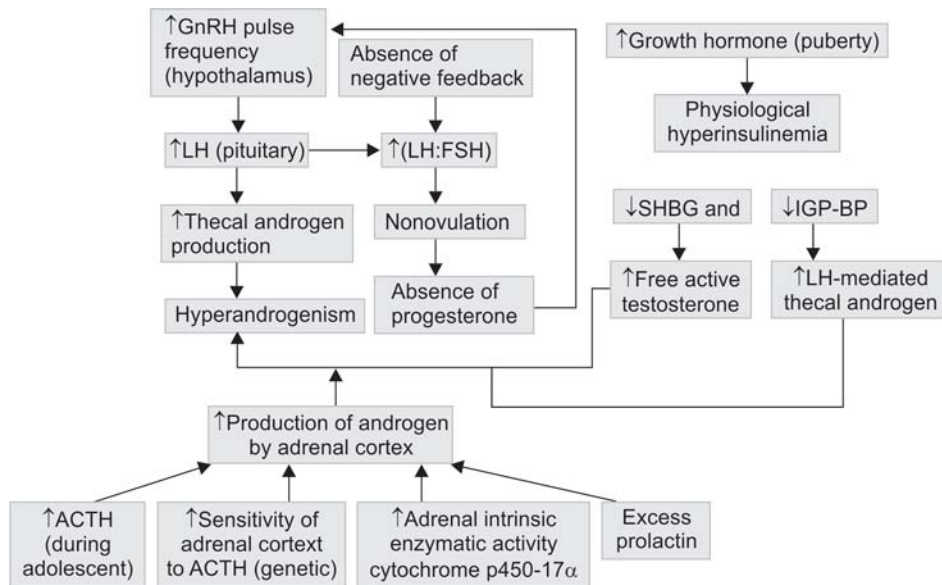 ↑GnRH pulse
frequency
(hypothalamus)
Absence of
negative feedback
↑Growth hormone (puberty)
Physiological
hyperinsulinemia
↑LH (pituitary)
↑(LH:FSH)
↑Thecal androgen
production
Nonovulation
↓SHBG and
↓IGP-BP
Hyperandrogenism
Absence of
progesterone
↑Free active
testosterone
↑LH-mediated
thecal androgen
↑Production of androgen
by adrenal cortex
↑ACTH
(during
adolescent)
↑Sensitivity of
adrenal cortext
to ACTH (genetic)
↑Adrenal intrinsic
enzymatic activity
cytochrome p450-17α
Excess
prolactin